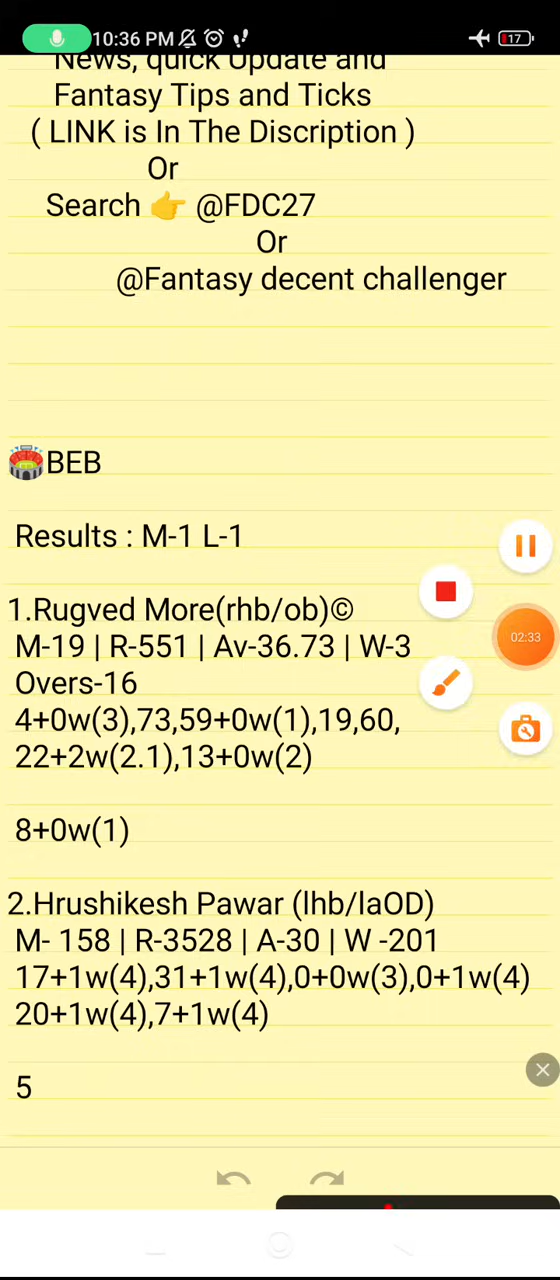 10:36 PM
17
News, quick Update and
Fantasy Tips and Ticks
( LINK is In The Discription )
Or
Search 👉 @FDC27
Or
@Fantasy decent challenger
🏟️BEB
Results : M-1 L-1
1.Rugved More(rhb/ob)©
M-19 | R-551 | Av-36.73 | W-3
Overs-16
02:33
4+0w(3),73,59+0w(1),19,60,
22+2w(2.1),13+0w(2)
8+0w(1)
2.Hrushikesh Pawar (lhb/laOD)
M- 158 | R-3528 | A-30 | W -201
17+1w(4),31+1w(4),0+0w(3),0+1w(4)
20+1w(4),7+1w(4)
5